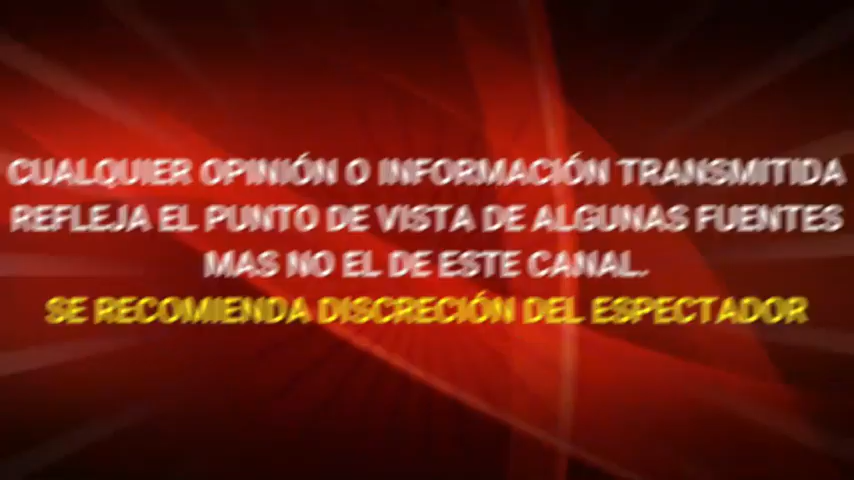 CUALQUIER OPINIÓN O INFORMACIÓN TRANSMITIDA
REFLEJA EL PUNTO DE VISTA DE ALGUNAS FUENTES
MAS NO EL DE ESTE CANAL.
SE RECOMIENDA DISCRECIÓN DEL ESPECTADOR